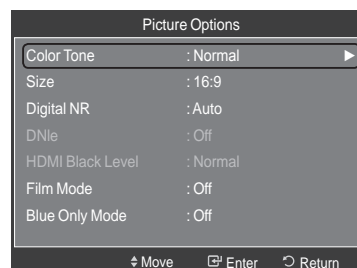 Picture Options
Color Tone : Normal
Size : 16:9
Digital NR : Auto
DNIe : Off
HDMI Black Level : Normal
Film Mode : Off
Blue Only Mode : Off
Move Enter Return